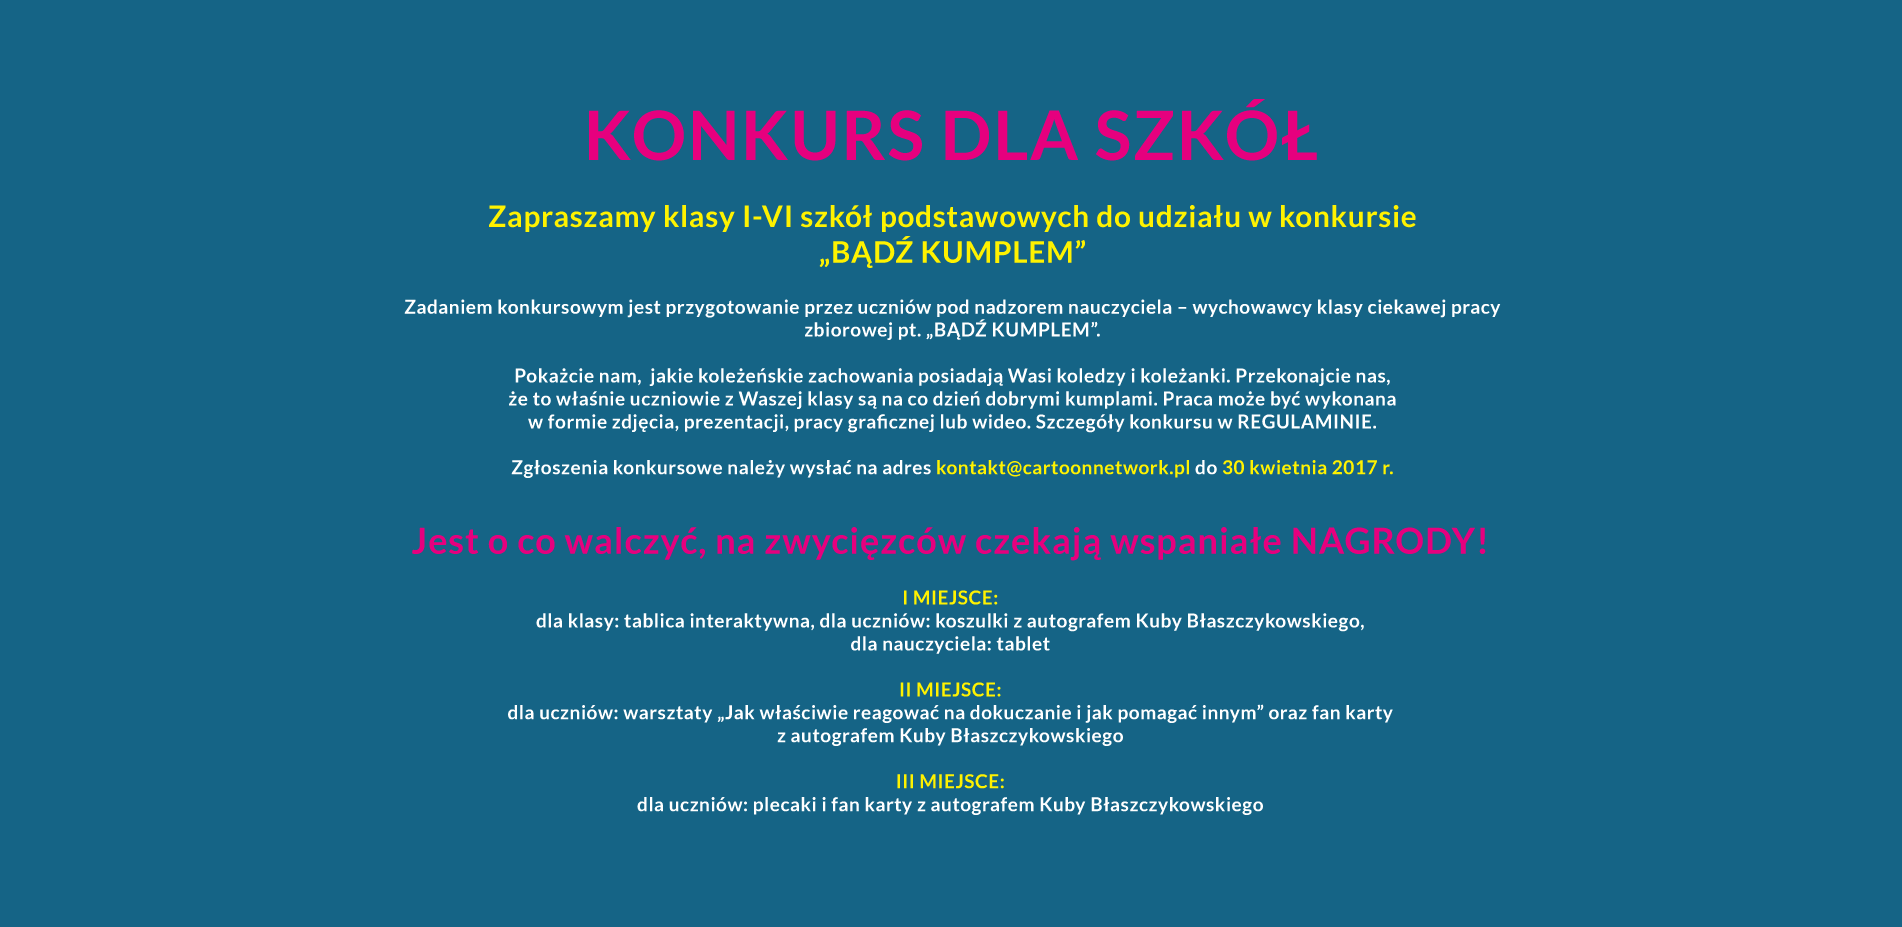 KONKURS DLA SZKÓŁ
Zapraszamy klasy I-VI szkół podstawowych do udziału w konkursie
„BĄDŹ KUMPLEM”
Zadaniem konkursowym jest przygotowanie przez uczniów pod nadzorem nauczyciela – wychowawcy klasy ciekawej pracy
zbiorowej pt. „BĄDŹ KUMPLEM”.
Pokażcie nam,  jakie koleżeńskie zachowania posiadają Wasi koledzy i koleżanki. Przekonajcie nas,
że to właśnie uczniowie z Waszej klasy są na co dzień dobrymi kumplami. Praca może być wykonana
w formie zdjęcia, prezentacji, pracy graficznej lub wideo. Szczegóły konkursu w REGULAMINIE.
Zgłoszenia konkursowe należy wysłać na adres kontakt@cartoonnetwork.pl do 30 kwietnia 2017 r.
Jest o co walczyć, na zwycięzców czekają wspaniałe NAGRODY!
I MIEJSCE:
dla klasy: tablica interaktywna, dla uczniów: koszulki z autografem Kuby Błaszczykowskiego,
dla nauczyciela: tablet
II MIEJSCE:
dla uczniów: warsztaty „Jak właściwie reagować na dokuczanie i jak pomagać innym” oraz fan karty
z autografem Kuby Błaszczykowskiego
III MIEJSCE:
dla uczniów: plecaki i fan karty z autografem Kuby Błaszczykowskiego